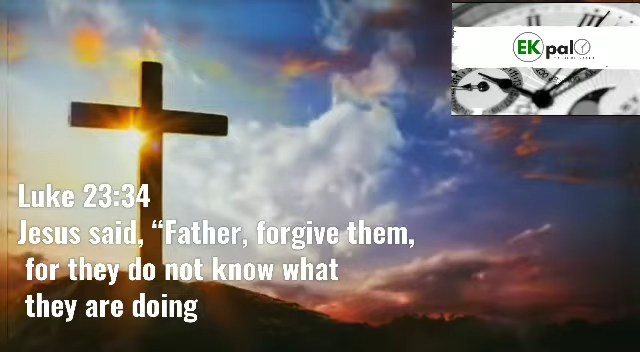 EKpal
Luke 23:34
Jesus said, “Father, forgive them,
for they do not know what
they are doing